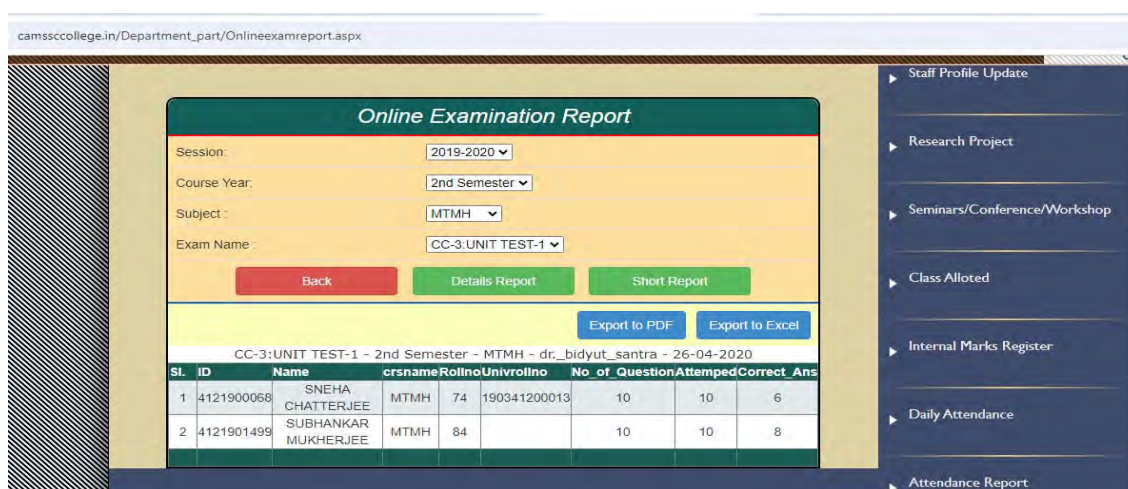 camssccollege.in/Department_part/Onlineexamreport.aspx
Online Examination Report
Session:
2019-2020
Course Year:
2nd Semester
Subject :
MTMH
Exam Name :
CC-3:UNIT TEST-1
Back
Details Report
Short Report
Export to PDF
Export to Excel
CC-3:UNIT TEST-1 - 2nd Semester - MTMH - dr._bidyut_santra - 26-04-2020
Sl. ID Name crsname Rollno Univrollno No_of_Question Attemped Correct_Ans
1 4121900068 SNEHA CHATTERJEE MTMH 74 190341200013 10 10 6
2 4121901499 SUBHANKAR MUKHERJEE MTMH 84 10 10 8
Staff Profile Update
Research Project
Seminars/Conference/Workshop
Class Alloted
Internal Marks Register
Daily Attendance
Attendance Report